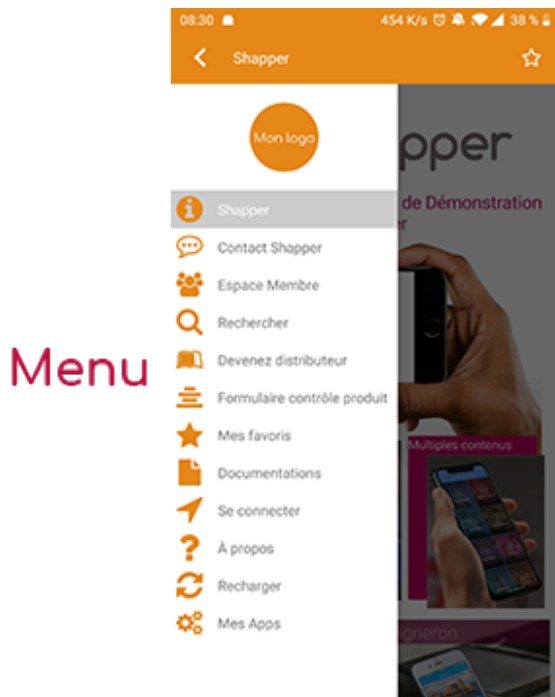 08:30 454 K/s 38 %
Shapper
Mon logo
pper
de Démonstration
r
Shapper
Contact Shapper
Espace Membre
Rechercher
Menu
Devenez distributeur
Formulaire contrôle produit
Mes favoris
Multiples contenus
Documentations
Se connecter
À propos
Recharger
Mes Apps
igneron